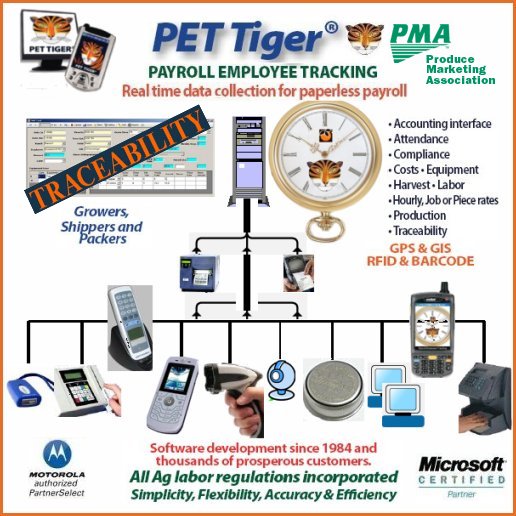 PET TIGER
PET Tiger®
PAYROLL EMPLOYEE TRACKING
Real time data collection for paperless payroll
PMA
Produce
Marketing
Association
TRACEABILITY
Growers,
Shippers and
Packers
• Accounting interface
• Attendance
• Compliance
• Costs • Equipment
• Harvest • Labor
• Hourly, Job or Piece rates
• Production
• Traceability
GPS & GIS
RFID & BARCODE
Software development since 1984 and
thousands of prosperous customers.
All Ag labor regulations incorporated
Simplicity, Flexibility, Accuracy & Efficiency
MOTOROLA
authorized
PartnerSelect
Microsoft
CERTIFIED
Partner